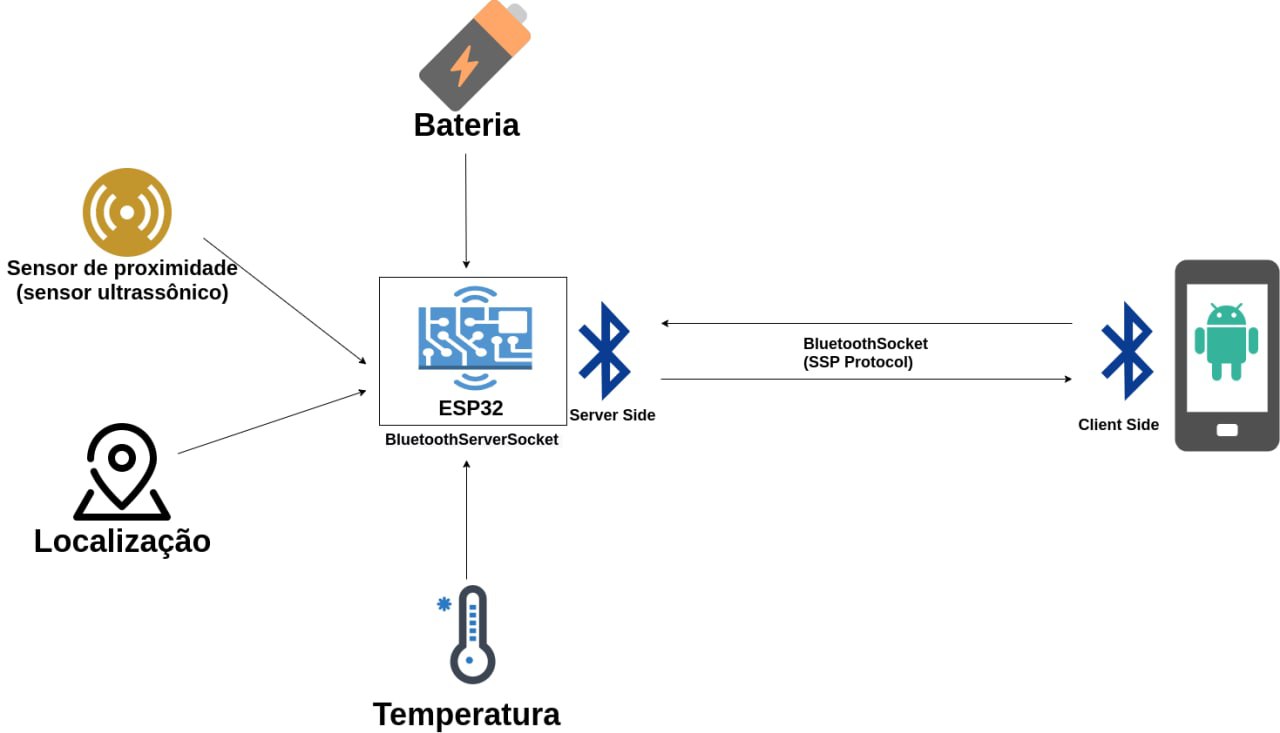 Bateria
Sensor de proximidade
(sensor ultrassônico)
BluetoothSocket
(SSP Protocol)
ESP32
Server Side
Client Side
BluetoothServerSocket
Localização
Temperatura